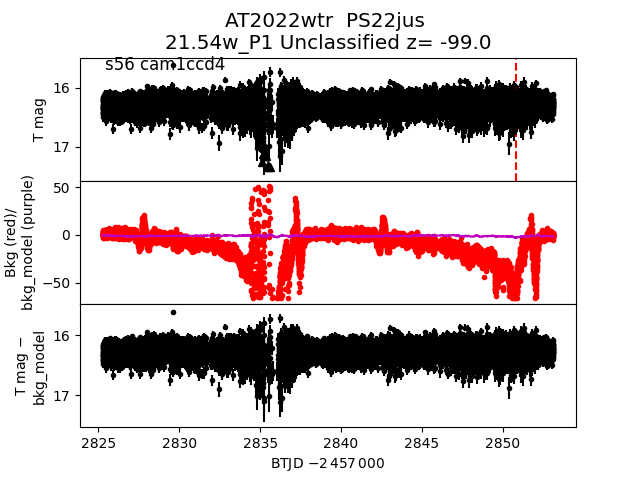 AT2022wtr  PS22jus
21.54w_P1 Unclassified z= -99.0
s56 cam1ccd4
16
17
T mag
50
0
−50
Bkg (red)/
bkg_model (purple)
16
17
T mag −
bkg_model
2825
2830
2835
2840
2845
2850
BTJD −2 457 000